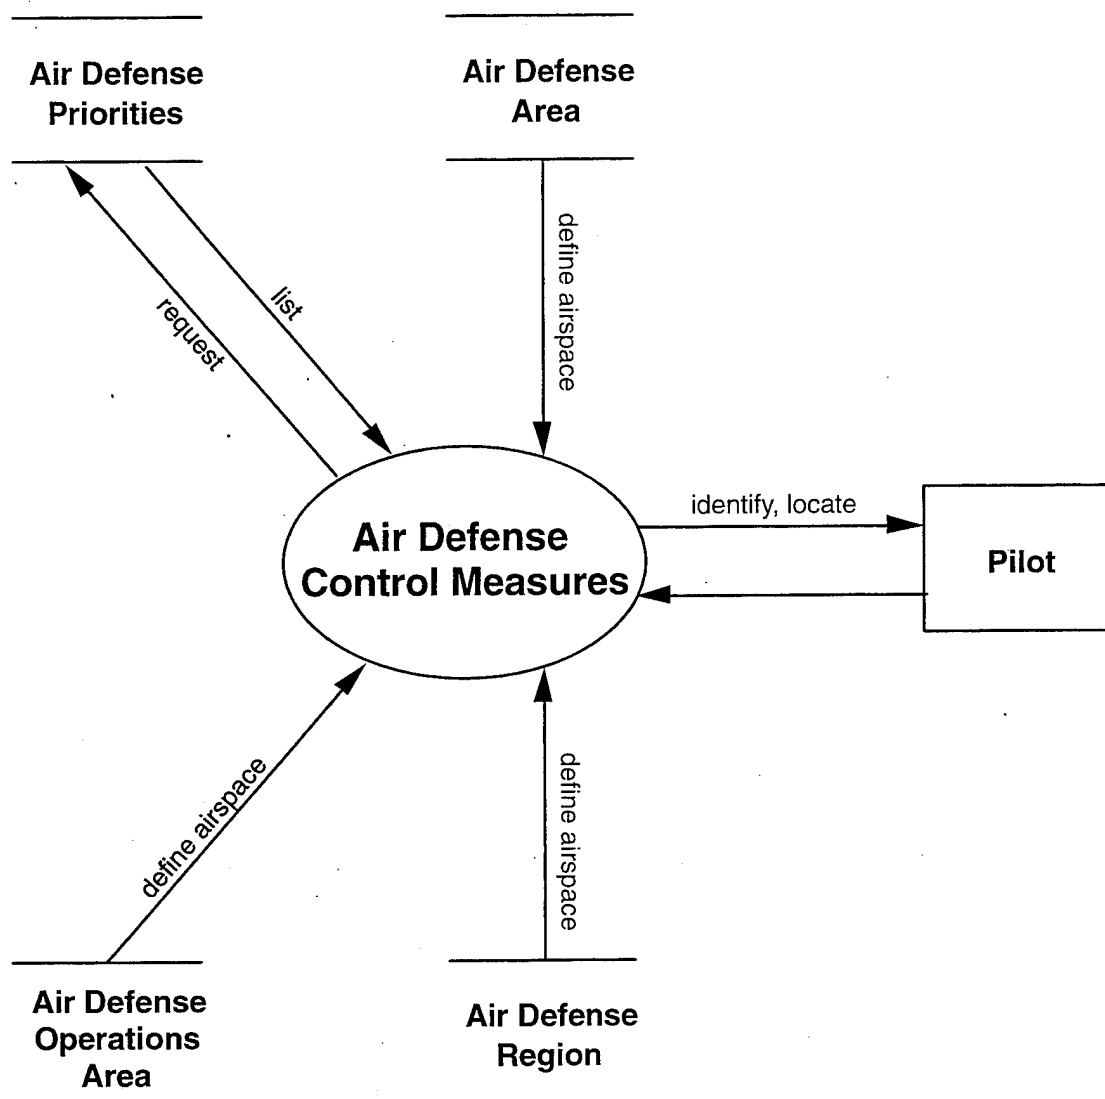 Air Defense
Priorities
Air Defense
Area
define airspace
list
request
identify, locate
Air Defense
Control Measures
Pilot
define airspace
define airspace
Air Defense
Operations
Area
Air Defense
Region